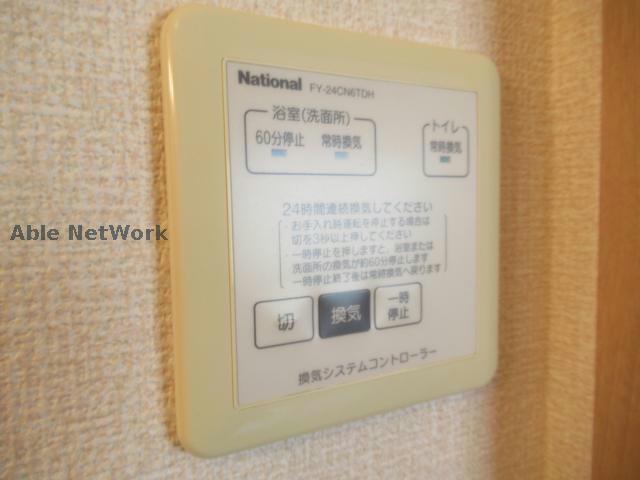 National FY-24CN6TDH
浴室(洗面所)
60分停止 常時換気
トイレ
常時換気
24時間連続換気してください
・お手入れ時運転を停止する場合は
切を3秒以上押してください
・一時停止を押しますと、浴室または
洗面所の換気が約60分停止します
一時停止終了後は常時換気へ戻ります
切 換気 一時
停止
換気システムコントローラー
Able NetWork